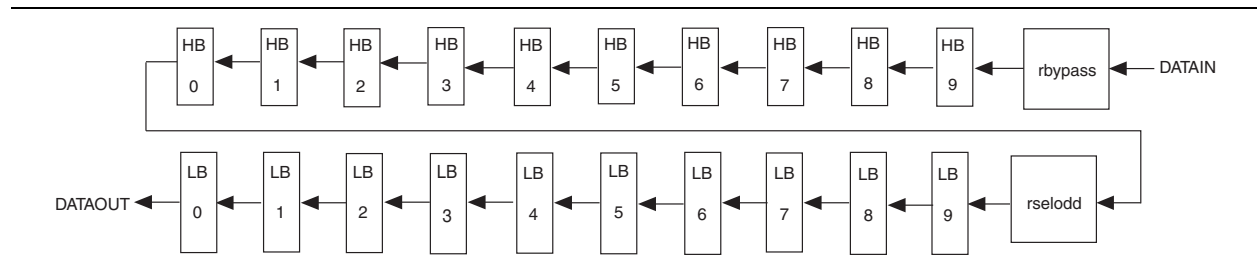 HB HB HB HB HB HB HB HB HB HB
0 1 2 3 4 5 6 7 8 9 rbypass DATAIN
LB LB LB LB LB LB LB LB LB LB
DATAOUT 0 1 2 3 4 5 6 7 8 9 rselodd